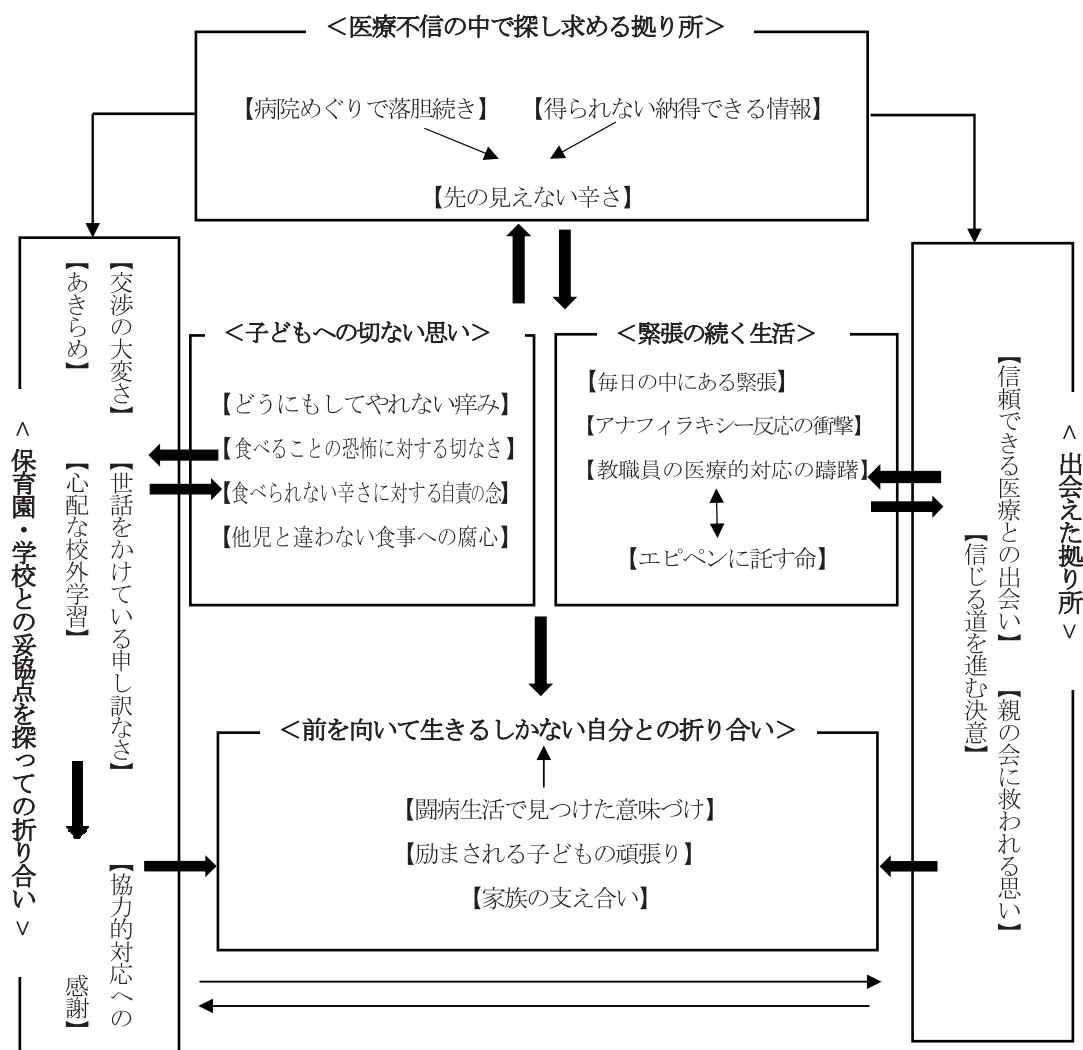 ＜医療不信の中で探し求める拠り所＞
【病院めぐりで落胆続き】
【得られない納得できる情報】
【先の見えない辛さ】
＜保育園・学校との妥協点を探っての折り合い＞
【交渉の大変さ】
【あきらめ】
【世話をかけている申し訳なさ】
【心配な校外学習】
【協力的対応への
感謝】
＜子どもへの切ない思い＞
【どうにもしてやれない痒み】
【食べることの恐怖に対する切なさ】
【食べられない辛さに対する自責の念】
【他児と違わない食事への腐心】
＜緊張の続く生活＞
【毎日の中にある緊張】
【アナフィラキシー反応の衝撃】
【教職員の医療的対応の躊躇】
【エピペンに託す命】
＜出会えた拠り所＞
【信頼できる医療との出会い】
【親の会に救われる思い】
【信じる道を進む決意】
＜前を向いて生きるしかない自分との折り合い＞
【闘病生活で見つけた意味づけ】
【励まされる子どもの頑張り】
【家族の支え合い】